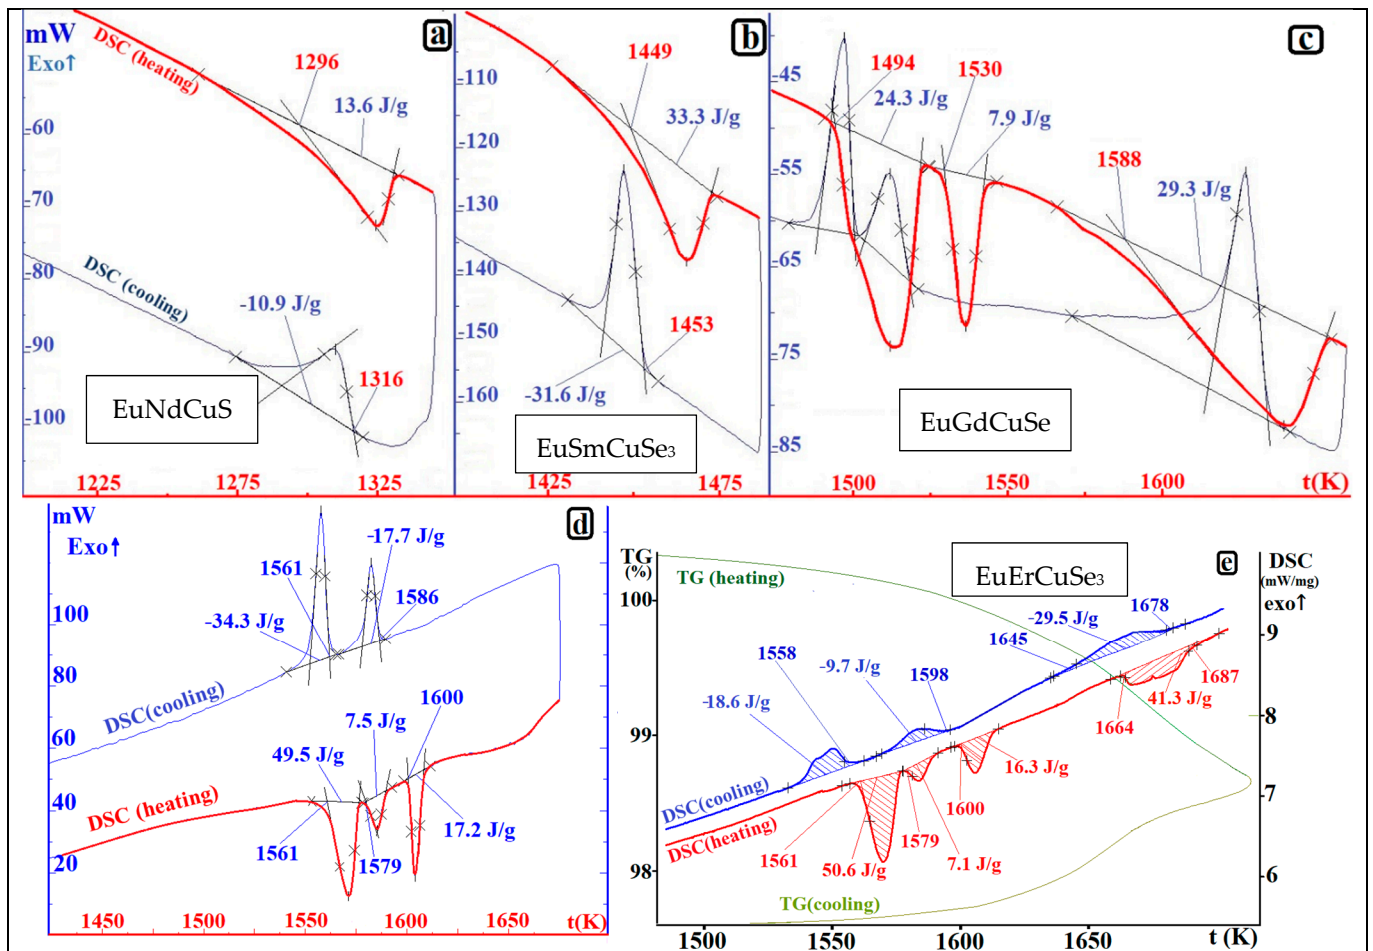 mW
Exo↑
DSC (heating)
1296
13.6 J/g
a
-60
-70
-80
-90
-100
DSC (cooling)
-10.9 J/g
1316
EuNdCuS
1225
1275
1325
b
1449
33.3 J/g
-110
-120
-130
-140
-150
-160
1453
-31.6 J/g
EuSmCuSe₃
1425
1475
c
-45
-55
-65
-75
-85
1494
24.3 J/g
1530
7.9 J/g
1588
29.3 J/g
EuGdCuSe
1500
1550
1600
t(K)
mW
Exo↑
d
-17.7 J/g
1561
-34.3 J/g
1586
100
80
60
40
20
DSC(cooling)
1600
7.5 J/g
49.5 J/g
DSC (heating)
1561
1579
17.2 J/g
1450
1500
1550
1600
1650
t(K)
TG
(%)
TG (heating)
EuErCuSe₃
e
DSC
(mW/mg)
exo↑
100
99
98
9
8
7
6
1678
-29.5 J/g
1645
1558
-9.7 J/g
1598
-18.6 J/g
1687
41.3 J/g
1664
16.3 J/g
1600
DSC(cooling)
DSC(heating)
1561
1579
50.6 J/g
7.1 J/g
TG(cooling)
1500
1550
1600
1650
t (K)